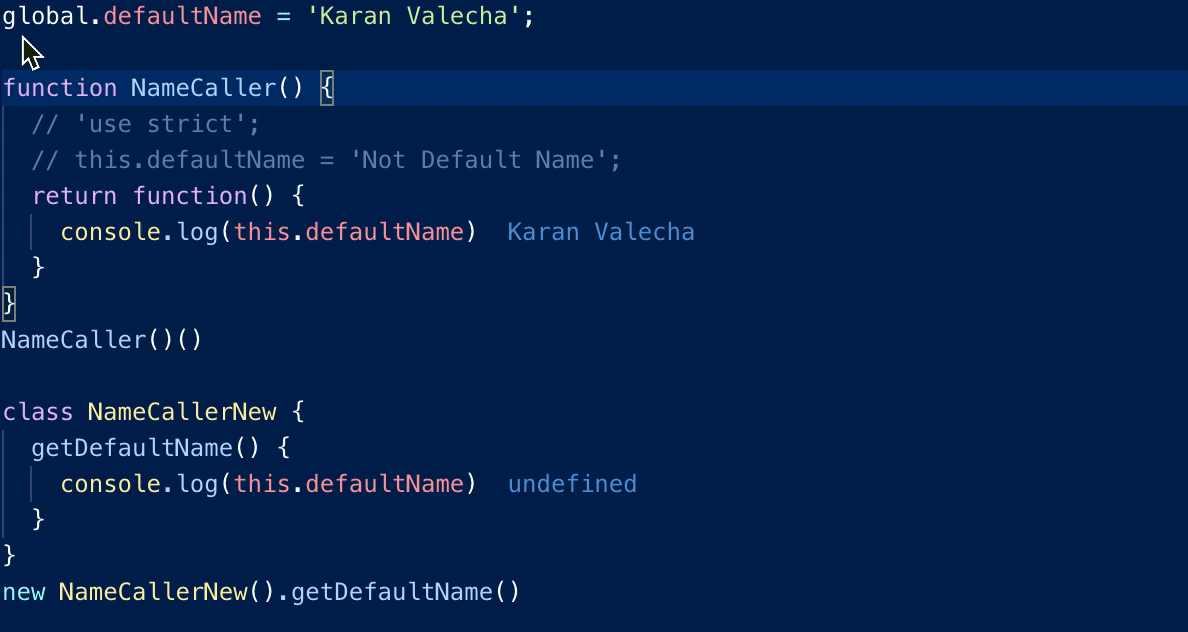 global.defaultName = 'Karan Valecha';
function NameCaller() {
// 'use strict';
// this.defaultName = 'Not Default Name';
return function() {
console.log(this.defaultName) Karan Valecha
}
}
NameCaller()()
class NameCallerNew {
getDefaultName() {
console.log(this.defaultName) undefined
}
}
new NameCallerNew().getDefaultName()